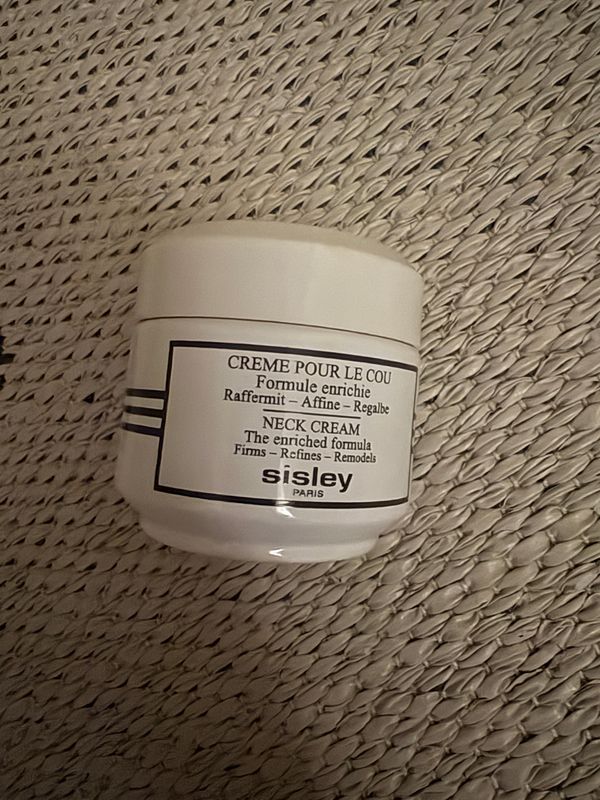 CREME POUR LE COU
Formule enrichie
Raffermit – Affine – Regalbe
NECK CREAM
The enriched formula
Firms – Refines – Remodels
sisley
PARIS